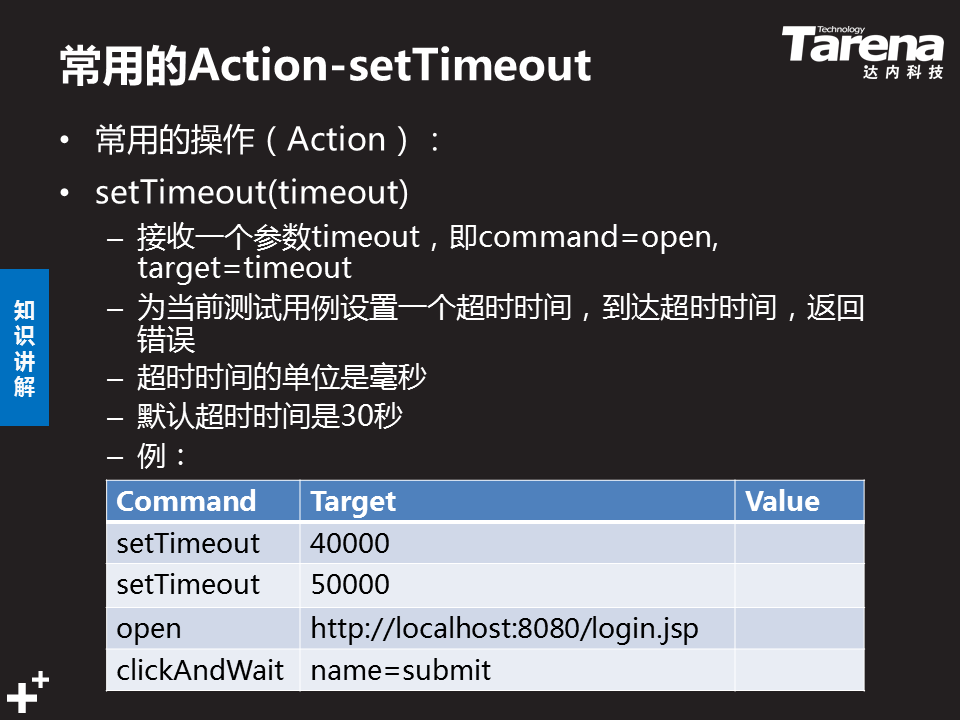 常用的Action-setTimeout
Technology
Tarena
达内科技
• 常用的操作（Action）：
• setTimeout(timeout)
– 接收一个参数timeout，即command=open,
target=timeout
– 为当前测试用例设置一个超时时间，到达超时时间，返回
错误
– 超时时间的单位是毫秒
– 默认超时时间是30秒
– 例：
知
识
讲
解
Command Target Value
setTimeout 40000
setTimeout 50000
open http://localhost:8080/login.jsp
clickAndWait name=submit